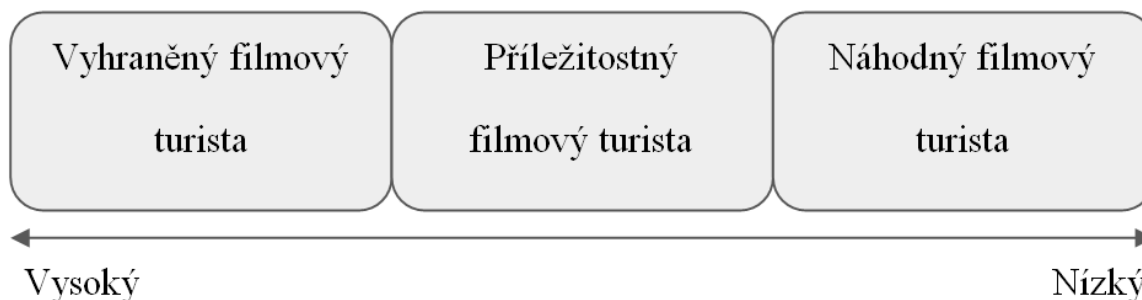 Vyhraněný filmový
turista
Příležitostný
filmový turista
Náhodný filmový
turista
Vysoký
Nízký